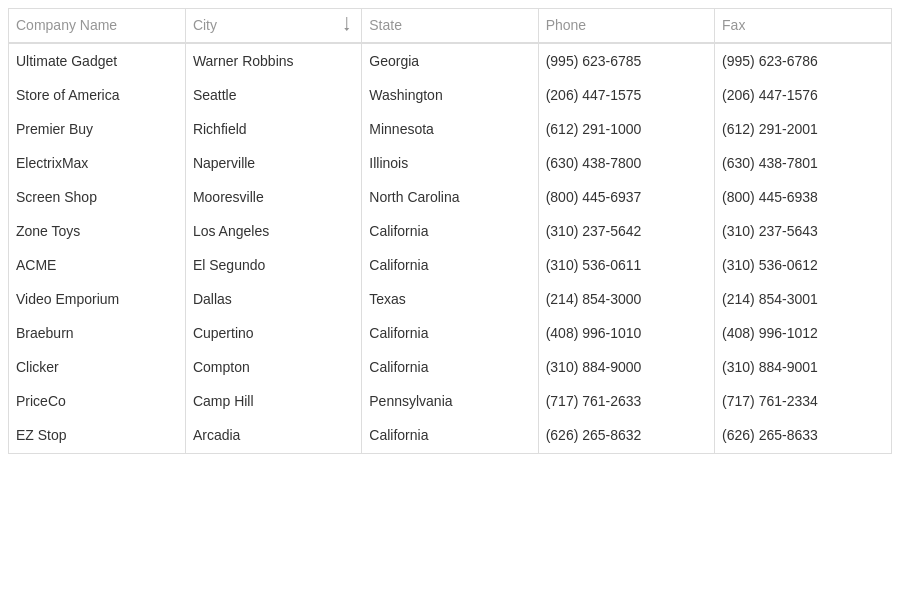 Company Name City State Phone Fax
Ultimate Gadget Warner Robbins Georgia (995) 623-6785 (995) 623-6786
Store of America Seattle Washington (206) 447-1575 (206) 447-1576
Premier Buy Richfield Minnesota (612) 291-1000 (612) 291-2001
ElectrixMax Naperville Illinois (630) 438-7800 (630) 438-7801
Screen Shop Mooresville North Carolina (800) 445-6937 (800) 445-6938
Zone Toys Los Angeles California (310) 237-5642 (310) 237-5643
ACME El Segundo California (310) 536-0611 (310) 536-0612
Video Emporium Dallas Texas (214) 854-3000 (214) 854-3001
Braeburn Cupertino California (408) 996-1010 (408) 996-1012
Clicker Compton California (310) 884-9000 (310) 884-9001
PriceCo Camp Hill Pennsylvania (717) 761-2633 (717) 761-2334
EZ Stop Arcadia California (626) 265-8632 (626) 265-8633